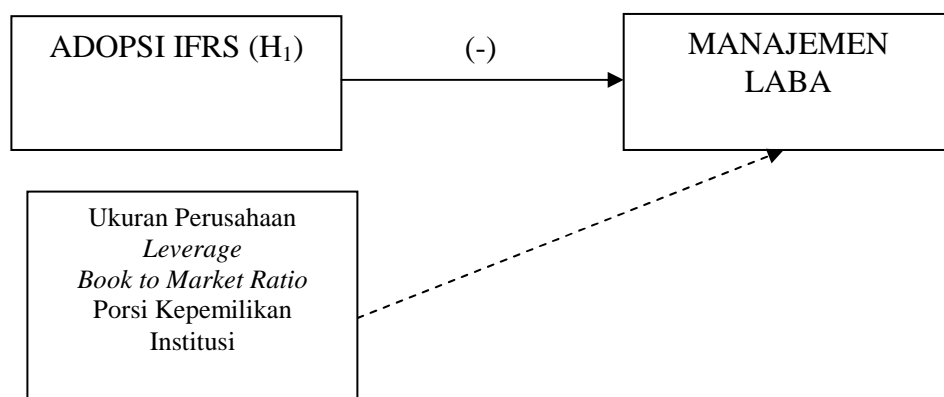 ADOPSI IFRS (H₁)
(-)
MANAJEMEN
LABA
Ukuran Perusahaan
Leverage
Book to Market Ratio
Porsi Kepemilikan
Institusi